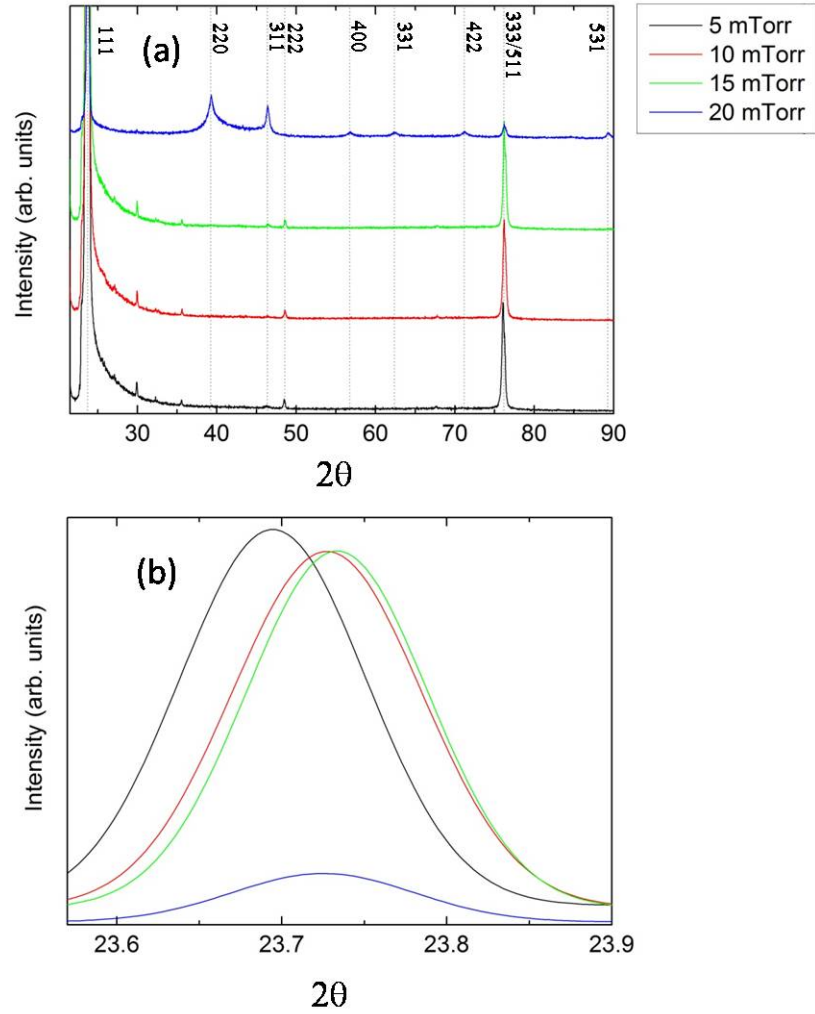 (a)
111
220
311
222
400
331
422
333/511
531
5 mTorr
10 mTorr
15 mTorr
20 mTorr
Intensity (arb. units)
30 40 50 60 70 80 90
2θ
(b)
Intensity (arb. units)
23.6 23.7 23.8 23.9
2θ